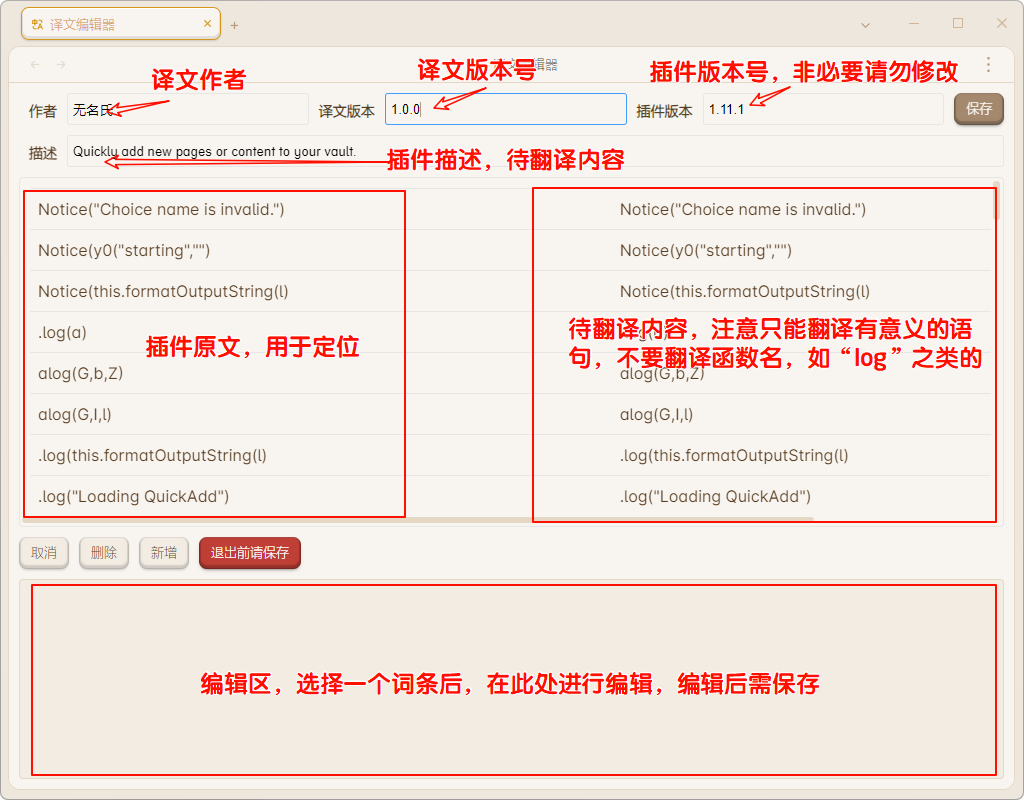 译文编辑器
译文作者
译文版本号
辑器
插件版本号，非必要请勿修改
作者 无名氏 译文版本 1.0.0 插件版本 1.11.1 保存
描述 Quickly add new pages or content to your vault.
插件描述，待翻译内容
Notice("Choice name is invalid.") Notice("Choice name is invalid.")
Notice(y0("starting","") Notice(y0("starting","")
Notice(this.formatOutputString(l) Notice(this.formatOutputString(l)
.log(a)
插件原文，用于定位
待翻译内容，注意只能翻译有意义的语
句，不要翻译函数名，如“log”之类的
alog(G,b,Z) alog(G,b,Z)
alog(G,I,l) alog(G,I,l)
.log(this.formatOutputString(l) .log(this.formatOutputString(l)
.log("Loading QuickAdd") .log("Loading QuickAdd")
取消 删除 新增 退出前请保存
编辑区，选择一个词条后，在此处进行编辑，编辑后需保存